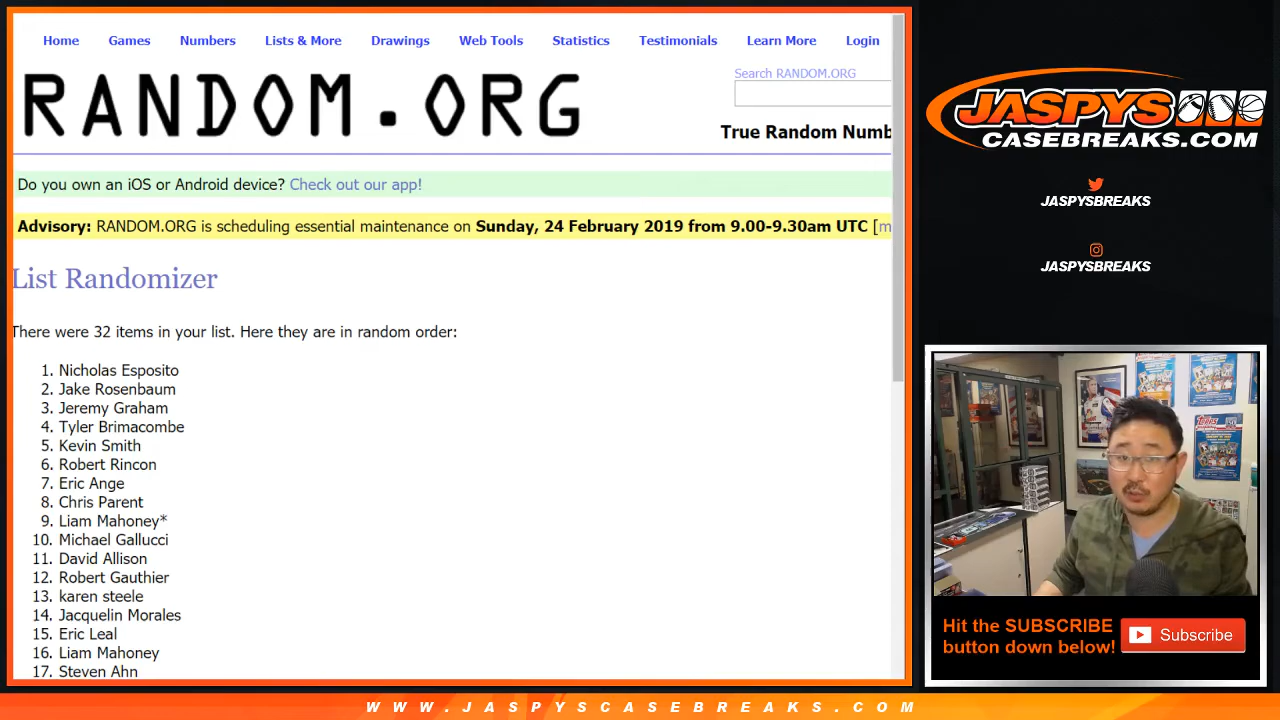 Home Games Numbers Lists & More Drawings Web Tools Statistics Testimonials Learn More Login
RANDOM.ORG
Search RANDOM.ORG
True Random Numb
Do you own an iOS or Android device? Check out our app!
Advisory: RANDOM.ORG is scheduling essential maintenance on Sunday, 24 February 2019 from 9.00-9.30am UTC [m
List Randomizer
There were 32 items in your list. Here they are in random order:
1. Nicholas Esposito
2. Jake Rosenbaum
3. Jeremy Graham
4. Tyler Brimacombe
5. Kevin Smith
6. Robert Rincon
7. Eric Ange
8. Chris Parent
9. Liam Mahoney*
10. Michael Gallucci
11. David Allison
12. Robert Gauthier
13. karen steele
14. Jacquelin Morales
15. Eric Leal
16. Liam Mahoney
17. Steven Ahn
JASPYS
CASEBREAKS.COM
JASPYSBREAKS
JASPYSBREAKS
Topps
Hit the SUBSCRIBE
button down below!
Subscribe
WWW.JASPYSCASEBREAKS.COM